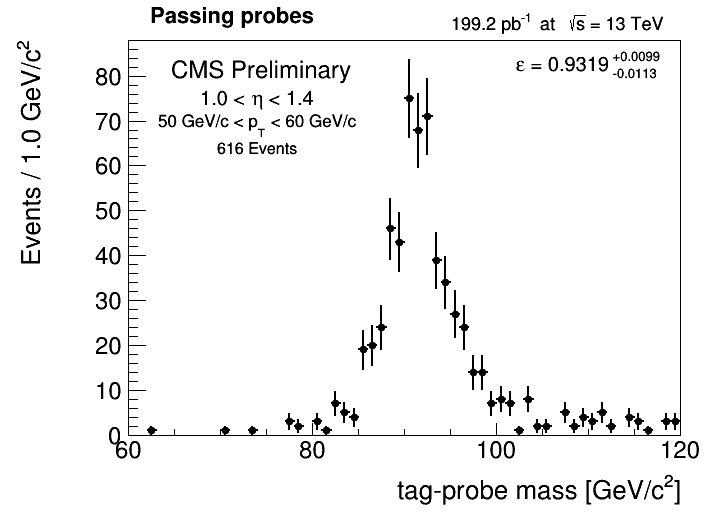 Passing probes
199.2 pb⁻¹ at √s = 13 TeV
CMS Preliminary
1.0 < η < 1.4
50 GeV/c < p_T < 60 GeV/c
616 Events
ε = 0.9319 +0.0099 -0.0113
Events / 1.0 GeV/c²
80
70
60
50
40
30
20
10
0
60 80 100 120
tag-probe mass [GeV/c²]